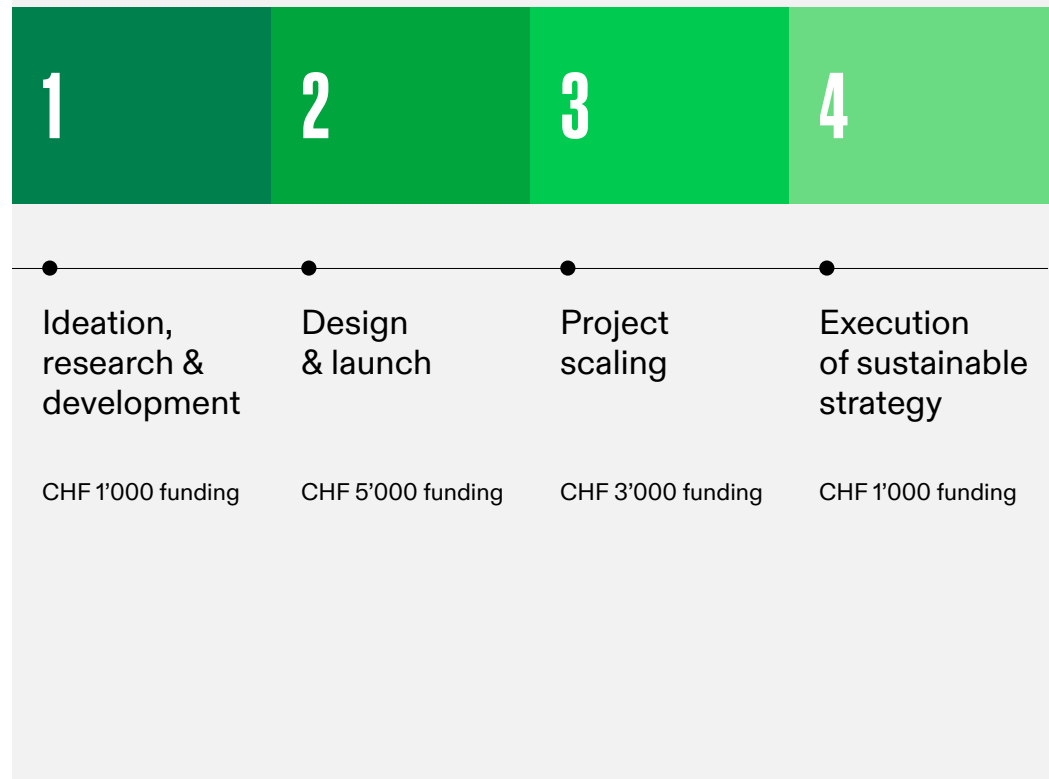 1
2
3
4
Ideation,
research &
development
CHF 1’000 funding
Design
& launch
CHF 5’000 funding
Project
scaling
CHF 3’000 funding
Execution
of sustainable
strategy
CHF 1’000 funding